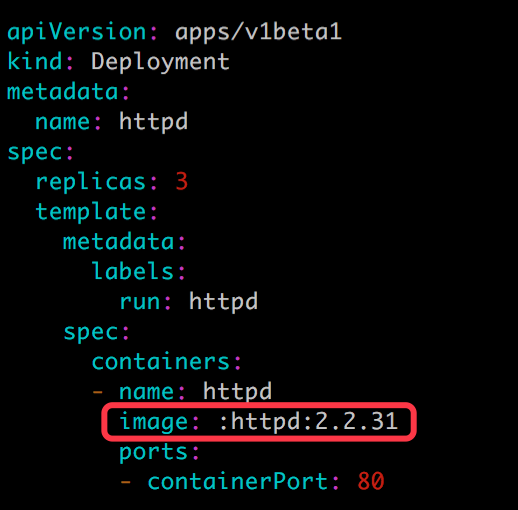 apiVersion: apps/v1beta1
kind: Deployment
metadata:
  name: httpd
spec:
  replicas: 3
  template:
    metadata:
      labels:
        run: httpd
    spec:
      containers:
      - name: httpd
        image: :httpd:2.2.31
        ports:
        - containerPort: 80